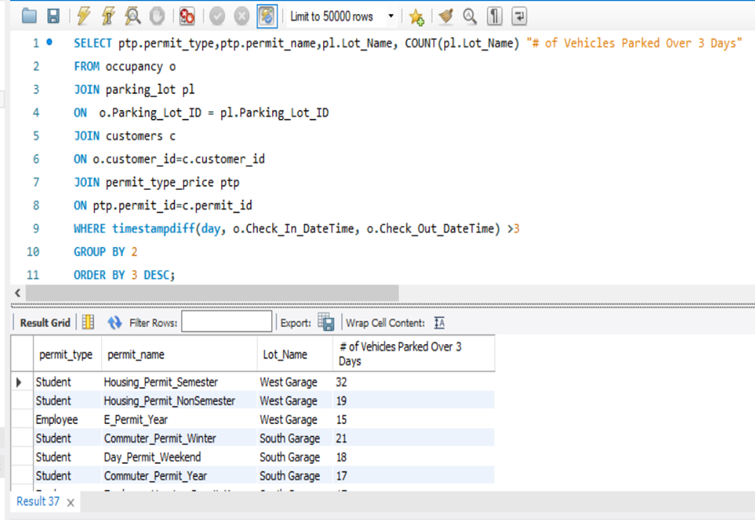 Limit to 50000 rows
1 SELECT ptp.permit_type,ptp.permit_name,pl.Lot_Name, COUNT(pl.Lot_Name) "# of Vehicles Parked Over 3 Days"
2 FROM occupancy o
3 JOIN parking_lot pl
4 ON o.Parking_Lot_ID = pl.Parking_Lot_ID
5 JOIN customers c
6 ON o.customer_id=c.customer_id
7 JOIN permit_type_price ptp
8 ON ptp.permit_id=c.permit_id
9 WHERE timestampdiff(day, o.Check_In_DateTime, o.Check_Out_DateTime) >3
10 GROUP BY 2
11 ORDER BY 3 DESC;
Result Grid Filter Rows: Export: Wrap Cell Content: IA
permit_type permit_name Lot_Name # of Vehicles Parked Over 3
Days
Student Housing_Permit_Semester West Garage 32
Student Housing_Permit_NonSemester West Garage 19
Employee E_Permit_Year West Garage 15
Student Commuter_Permit_Winter South Garage 21
Student Day_Permit_Weekend South Garage 18
Student Commuter_Permit_Year South Garage 17
Result 37 x